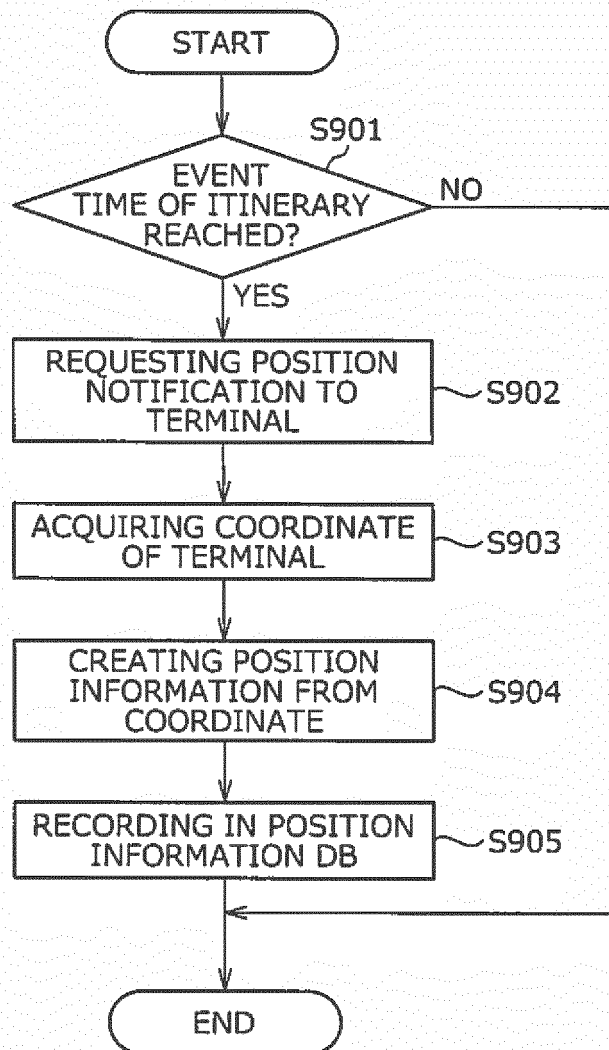 START
S901
EVENT
TIME OF ITINERARY
REACHED?
NO
YES
REQUESTING POSITION
NOTIFICATION TO
TERMINAL
S902
ACQUIRING COORDINATE
OF TERMINAL
S903
CREATING POSITION
INFORMATION FROM
COORDINATE
S904
RECORDING IN POSITION
INFORMATION DB
S905
END